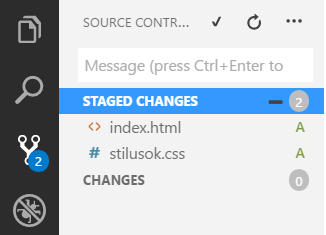 SOURCE CONTR...
Message (press Ctrl+Enter to
STAGED CHANGES 2
<> index.html A
# stilusok.css A
2
CHANGES 0